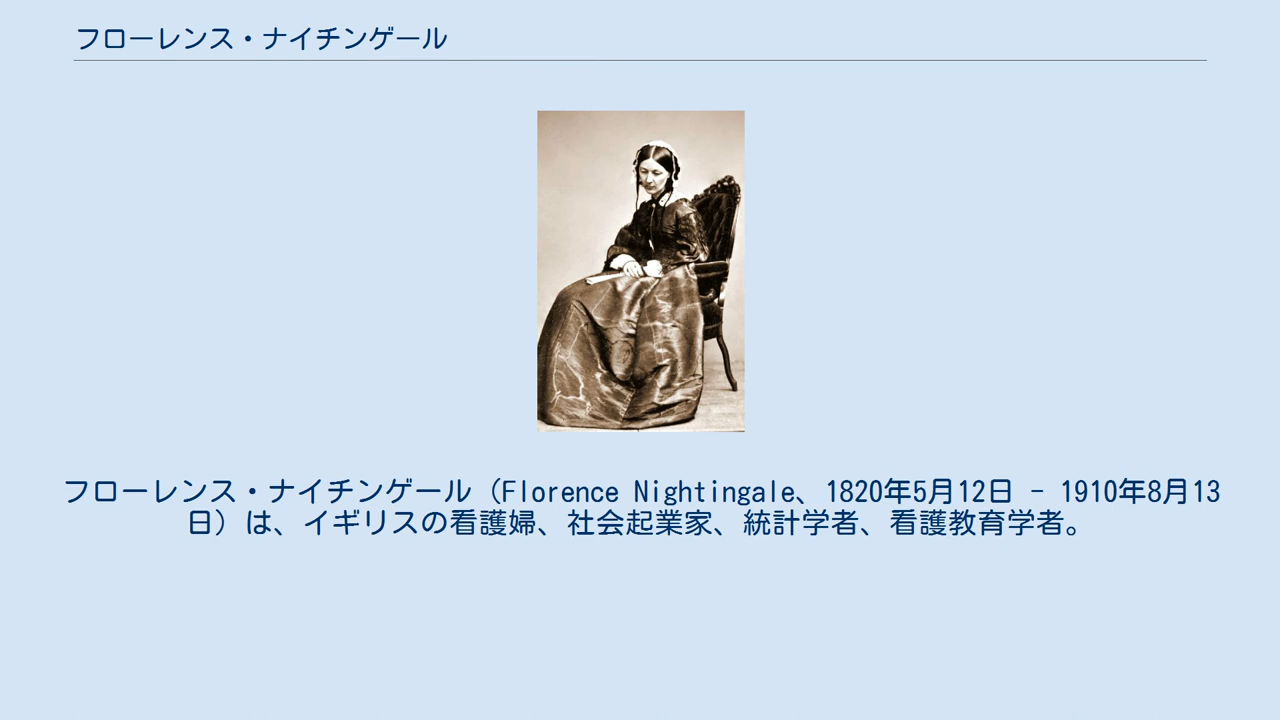 フローレンス・ナイチンゲール
フローレンス・ナイチンゲール（Florence Nightingale、1820年5月12日 - 1910年8月13
日）は、イギリスの看護婦、社会起業家、統計学者、看護教育学者。